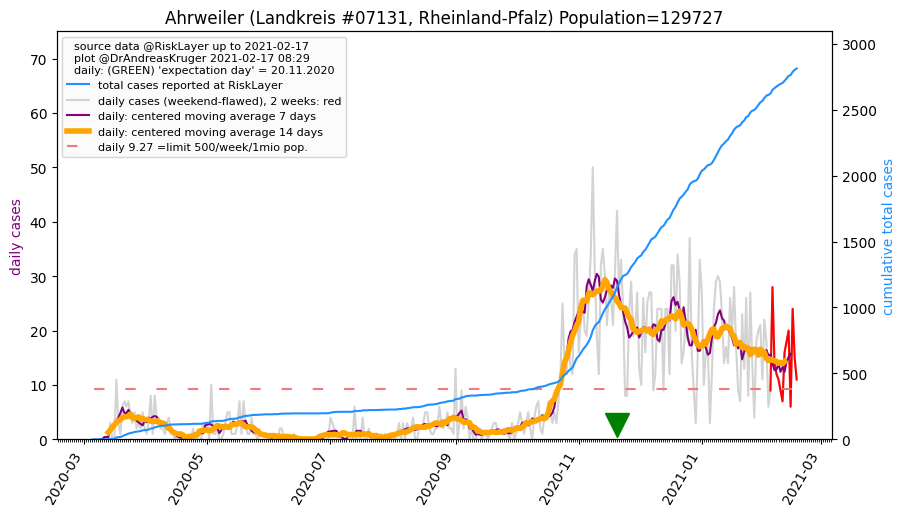 Ahrweiler (Landkreis #07131, Rheinland-Pfalz) Population=129727
source data @RiskLayer up to 2021-02-17
plot @DrAndreasKruger 2021-02-17 08:29
daily: (GREEN) 'expectation day' = 20.11.2020
total cases reported at RiskLayer
daily cases (weekend-flawed), 2 weeks: red
daily: centered moving average 7 days
daily: centered moving average 14 days
daily 9.27 =limit 500/week/1mio pop.
daily cases
70
60
50
40
30
20
10
0
cumulative total cases
3000
2500
2000
1500
1000
500
0
2020-03
2020-05
2020-07
2020-09
2020-11
2021-01
2021-03